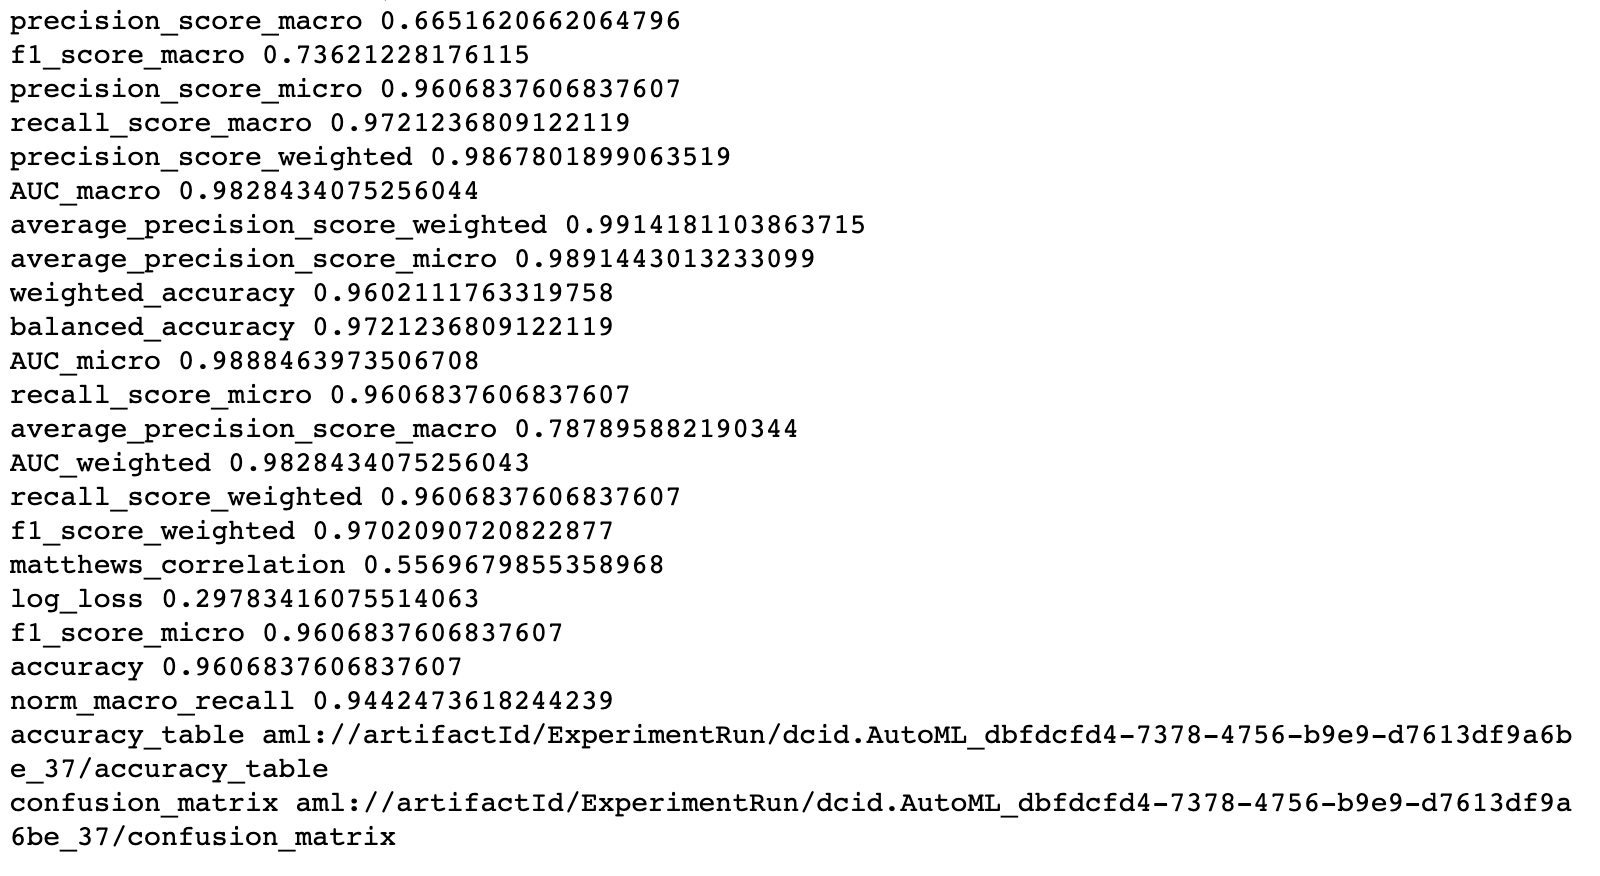 precision_score_macro 0.6651620662064796
f1_score_macro 0.73621228176115
precision_score_micro 0.9606837606837607
recall_score_macro 0.9721236809122119
precision_score_weighted 0.9867801899063519
AUC_macro 0.9828434075256044
average_precision_score_weighted 0.9914181103863715
average_precision_score_micro 0.9891443013233099
weighted_accuracy 0.9602111763319758
balanced_accuracy 0.9721236809122119
AUC_micro 0.9888463973506708
recall_score_micro 0.9606837606837607
average_precision_score_macro 0.787895882190344
AUC_weighted 0.9828434075256043
recall_score_weighted 0.9606837606837607
f1_score_weighted 0.9702090720822877
matthews_correlation 0.5569679855358968
log_loss 0.29783416075514063
f1_score_micro 0.9606837606837607
accuracy 0.9606837606837607
norm_macro_recall 0.9442473618244239
accuracy_table aml://artifactId/ExperimentRun/dcid.AutoML_dbfdcfd4-7378-4756-b9e9-d7613df9a6b
e_37/accuracy_table
confusion_matrix aml://artifactId/ExperimentRun/dcid.AutoML_dbfdcfd4-7378-4756-b9e9-d7613df9a
6be_37/confusion_matrix